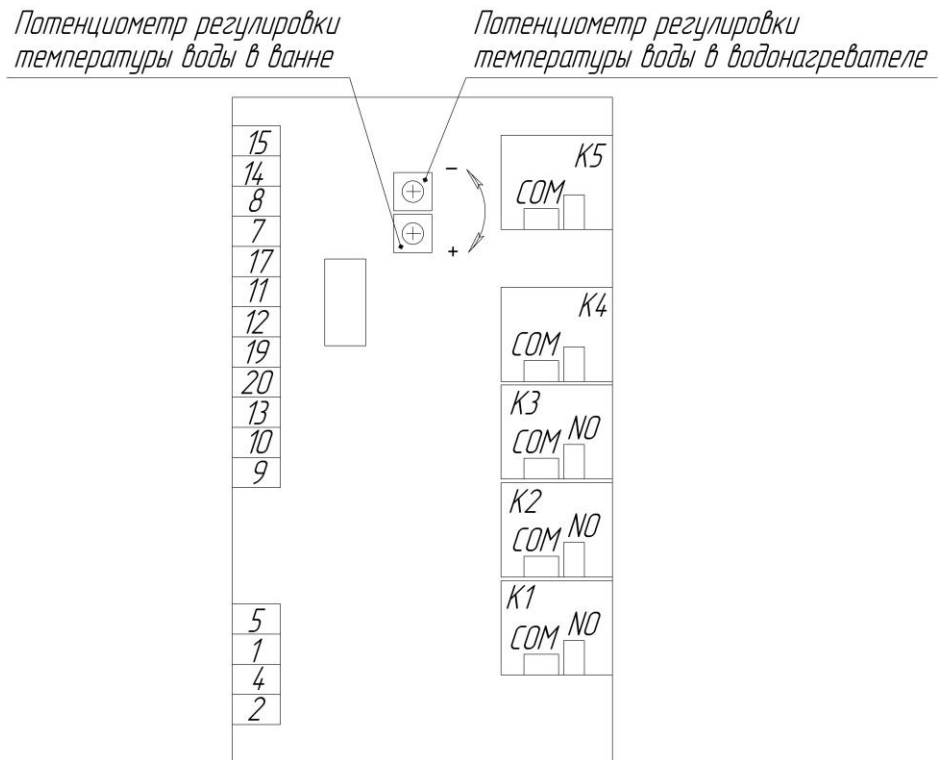 Потенциометр регулировки
температуры воды в ванне
Потенциометр регулировки
температуры воды в водонагревателе
15
14
8
7
17
11
12
19
20
13
10
9
5
1
4
2
−
+
K5
COM
K4
COM
K3
COM NO
K2
COM NO
K1
COM NO